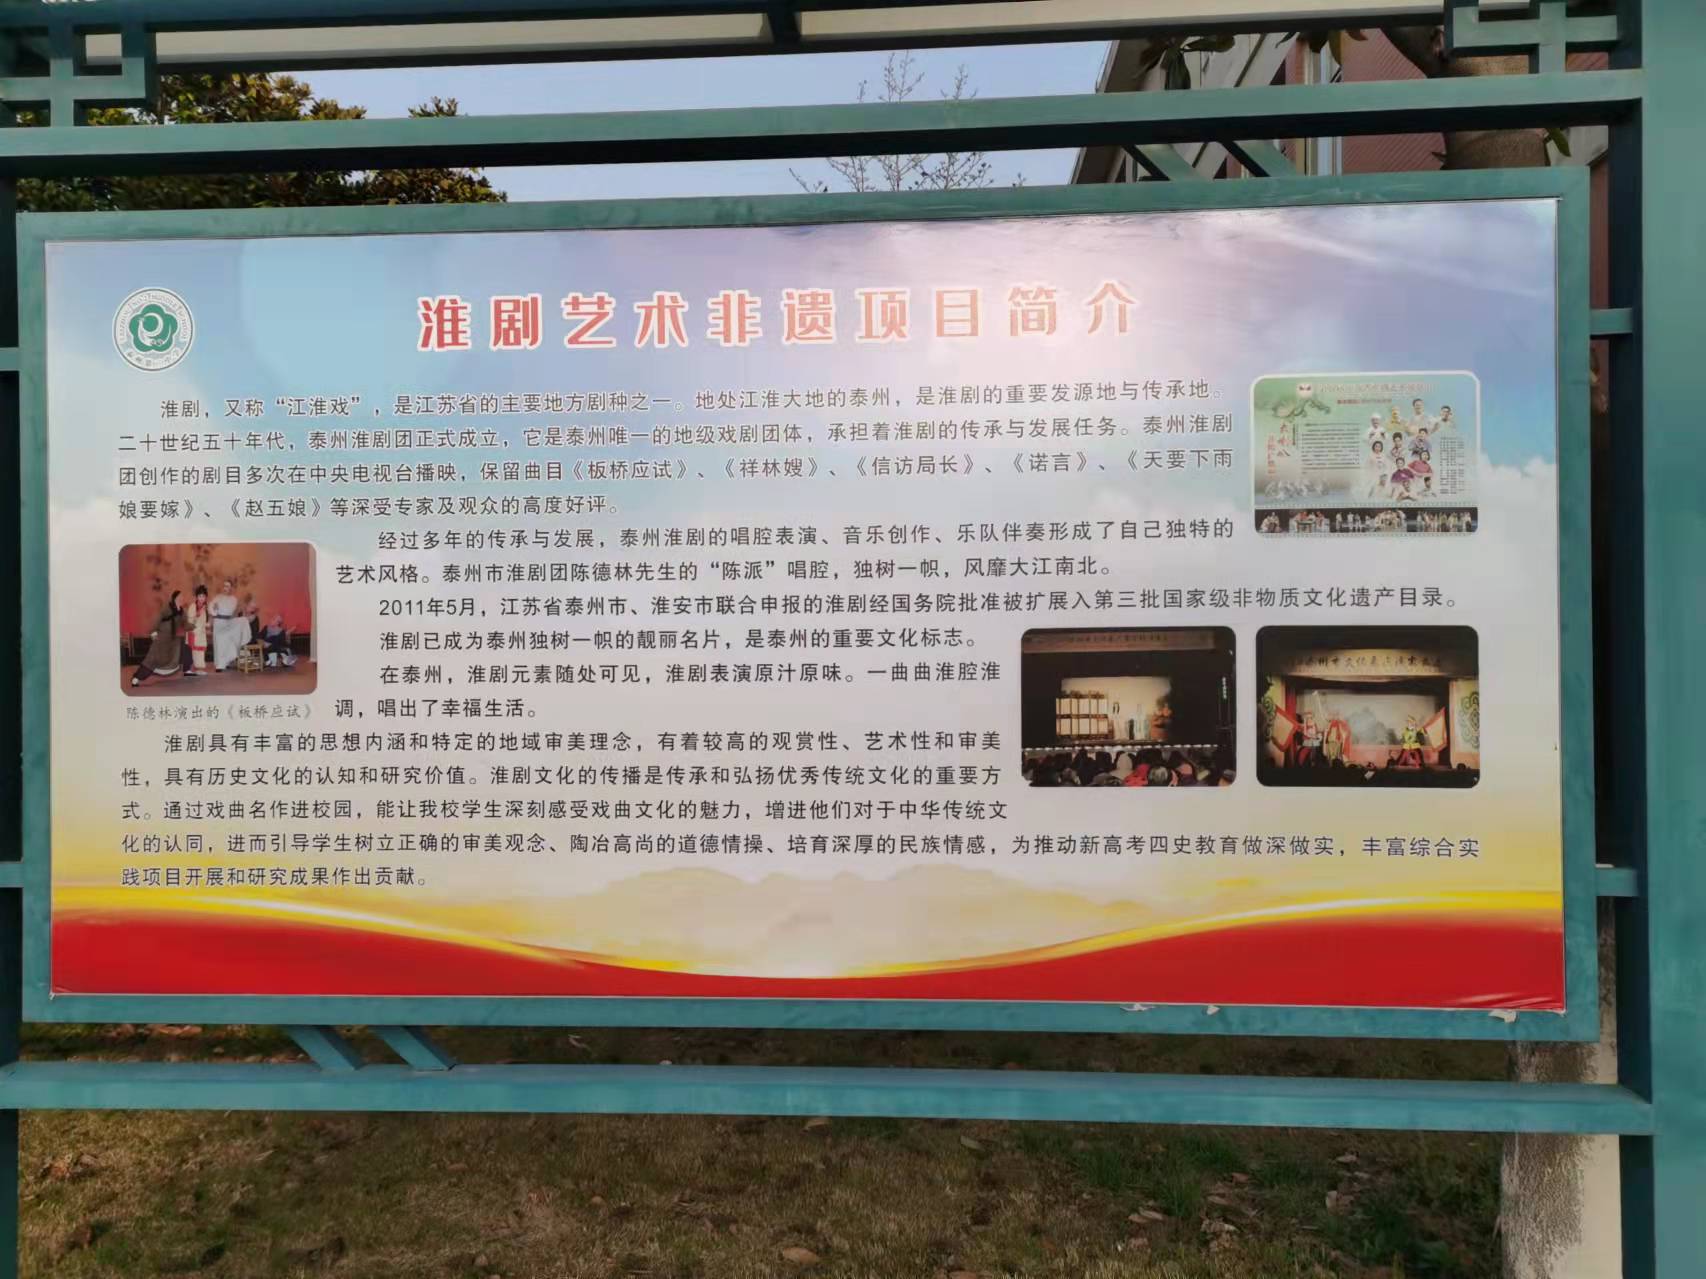 淮剧艺术非遗项目简介
淮剧，又称“江淮戏”，是江苏省的主要地方剧种之一。地处江淮大地的泰州，是淮剧的重要发源地与传承地。
二十世纪五十年代，泰州淮剧团正式成立，它是泰州唯一的地级戏剧团体，承担着淮剧的传承与发展任务。泰州淮剧
团创作的剧目多次在中央电视台播映，保留曲目《板桥应试》、《祥林嫂》、《信访局长》、《诺言》、《天要下雨
娘要嫁》、《赵五娘》等深受专家及观众的高度好评。
经过多年的传承与发展，泰州淮剧的唱腔表演、音乐创作、乐队伴奏形成了自己独特的
艺术风格。泰州市淮剧团陈德林先生的“陈派”唱腔，独树一帜，风靡大江南北。
2011年5月，江苏省泰州市、淮安市联合申报的淮剧经国务院批准被扩展入第三批国家级非物质文化遗产目录。
淮剧已成为泰州独树一帜的靓丽名片，是泰州的重要文化标志。
在泰州，淮剧元素随处可见，淮剧表演原汁原味。一曲曲淮腔淮
调，唱出了幸福生活。
陈德林演出的《板桥应试》
淮剧具有丰富的思想内涵和特定的地域审美理念，有着较高的观赏性、艺术性和审美
性，具有历史文化的认知和研究价值。淮剧文化的传播是传承和弘扬优秀传统文化的重要方
式。通过戏曲名作进校园，能让我校学生深刻感受戏曲文化的魅力，增进他们对于中华传统文
化的认同，进而引导学生树立正确的审美观念、陶冶高尚的道德情操、培育深厚的民族情感，为推动新高考四史教育做深做实，丰富综合实
践项目开展和研究成果作出贡献。